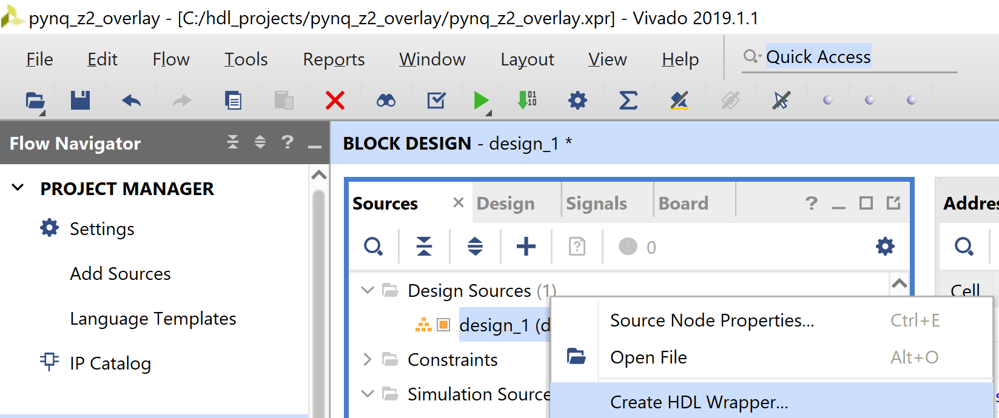 pynq_z2_overlay - [C:/hdl_projects/pynq_z2_overlay/pynq_z2_overlay.xpr] - Vivado 2019.1.1
File Edit Flow Tools Reports Window Layout View Help Quick Access
Flow Navigator
PROJECT MANAGER
Settings
Add Sources
Language Templates
IP Catalog
BLOCK DESIGN - design_1 *
Sources Design Signals Board
0
Design Sources (1)
design_1 (d
Constraints
Simulation Source
Source Node Properties... Ctrl+E
Open File Alt+O
Create HDL Wrapper...
Addres
Cell